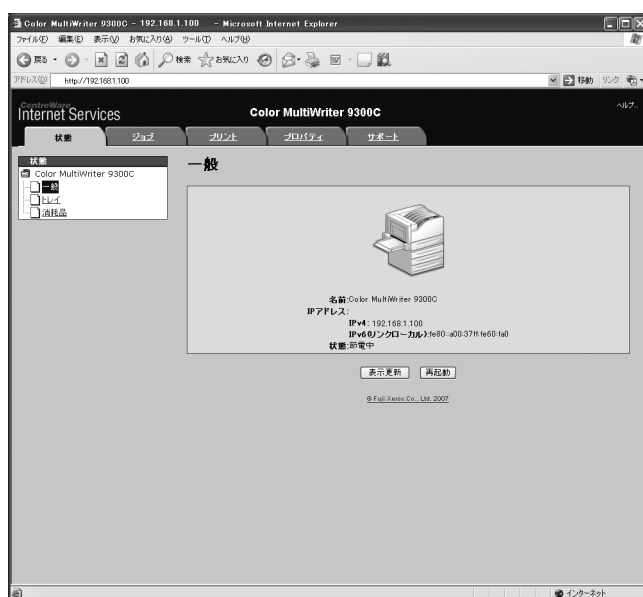 Color MultiWriter 9300C - 192.168.1.100 - Microsoft Internet Explorer
ファイル(F) 編集(E) 表示(V) お気に入り(A) ツール(T) ヘルプ(H)
戻る 検索 お気に入り
アドレス(D) http://192.168.1.100 移動 リンク
CentreWare
Internet Services
Color MultiWriter 9300C
ヘルプ...
状態 ジョブ プリント プロパティ サポート
状態
Color MultiWriter 9300C
一般
トレイ
消耗品
一般
名前:Color MultiWriter 9300C
IPアドレス:
IPv4: 192.168.1.100
IPv6(リンクローカル):fe80::a00:37ff:fe60:fa0
状態:節電中
表示更新 再起動
© Fuji Xerox Co., Ltd. 2007
インターネット